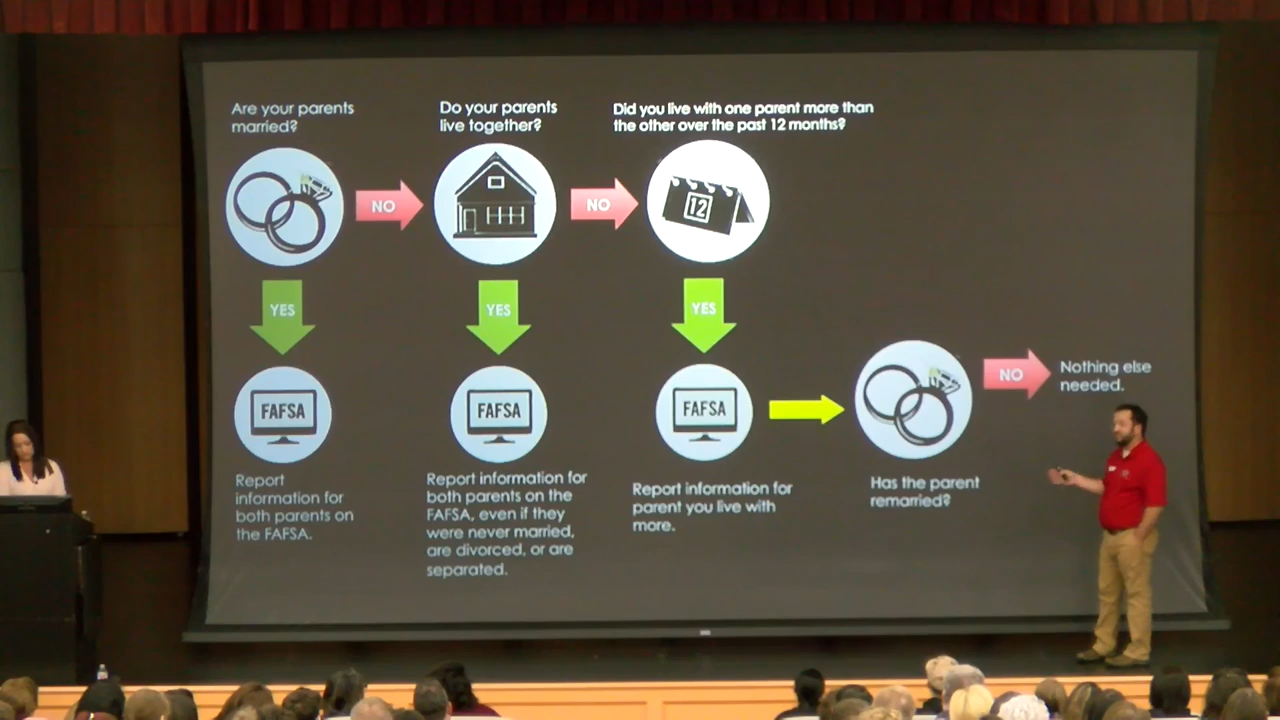 Are your parents
married?
Do your parents
live together?
Did you live with one parent more than
the other over the past 12 months?
NO
NO
12
YES
YES
YES
FAFSA
FAFSA
FAFSA
NO
Nothing else
needed.
Report
information for
both parents on
the FAFSA.
Report information for
both parents on the
FAFSA, even if they
were never married,
are divorced, or are
separated.
Report information for
parent you live with
more.
Has the parent
remarried?